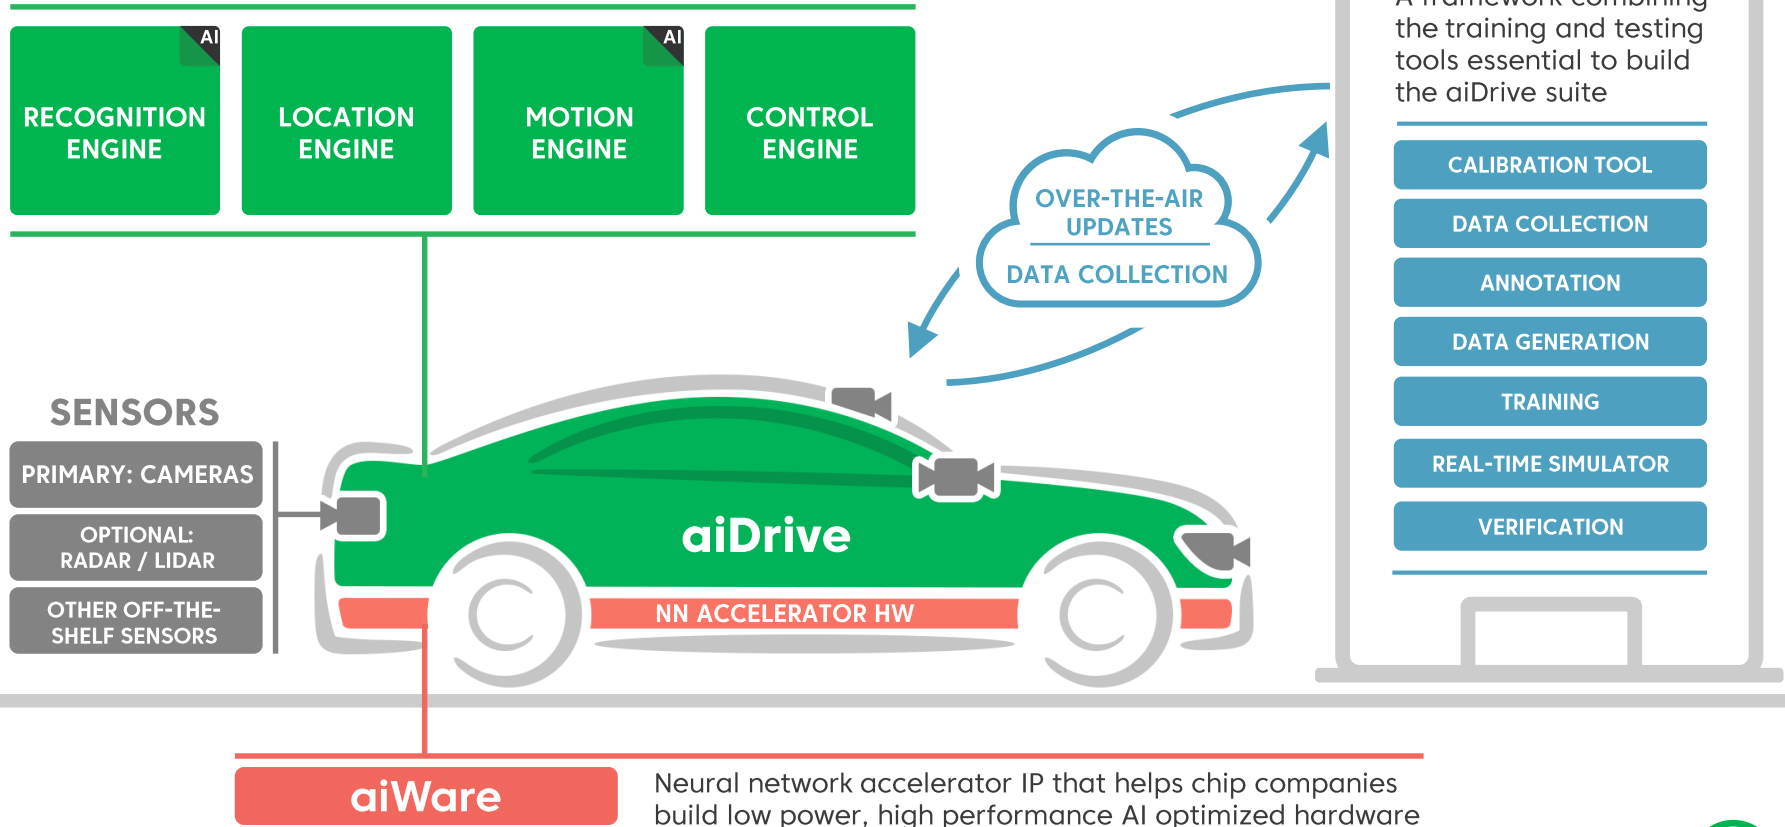 AI
RECOGNITION
ENGINE
LOCATION
ENGINE
AI
MOTION
ENGINE
CONTROL
ENGINE
A framework combining
the training and testing
tools essential to build
the aiDrive suite
CALIBRATION TOOL
DATA COLLECTION
ANNOTATION
DATA GENERATION
TRAINING
REAL-TIME SIMULATOR
VERIFICATION
OVER-THE-AIR
UPDATES
DATA COLLECTION
SENSORS
PRIMARY: CAMERAS
OPTIONAL:
RADAR / LIDAR
OTHER OFF-THE-
SHELF SENSORS
aiDrive
NN ACCELERATOR HW
aiWare
Neural network accelerator IP that helps chip companies
build low power, high performance AI optimized hardware